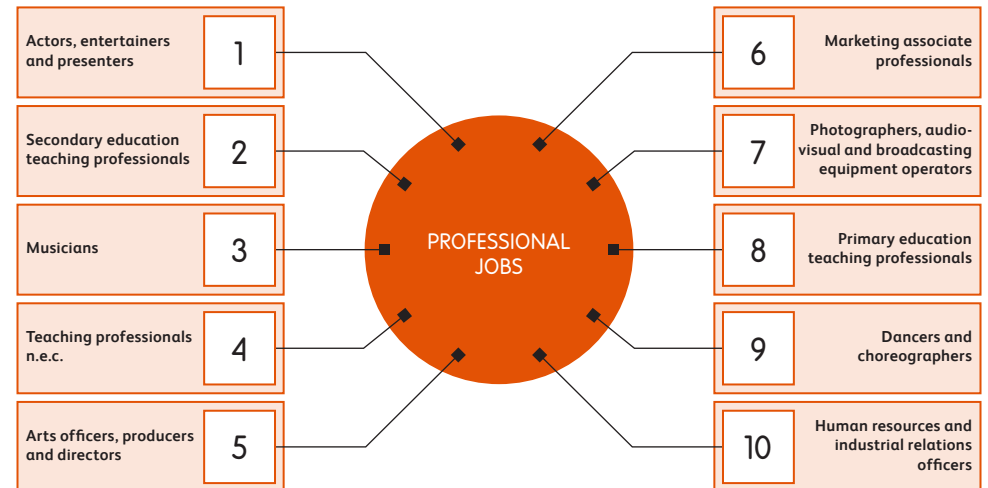 Actors, entertainers
and presenters
1
Secondary education
teaching professionals
2
Musicians
3
Teaching professionals
n.e.c.
4
Arts officers, producers
and directors
5
PROFESSIONAL
JOBS
6
Marketing associate
professionals
7
Photographers, audio-
visual and broadcasting
equipment operators
8
Primary education
teaching professionals
9
Dancers and
choreographers
10
Human resources and
industrial relations
officers